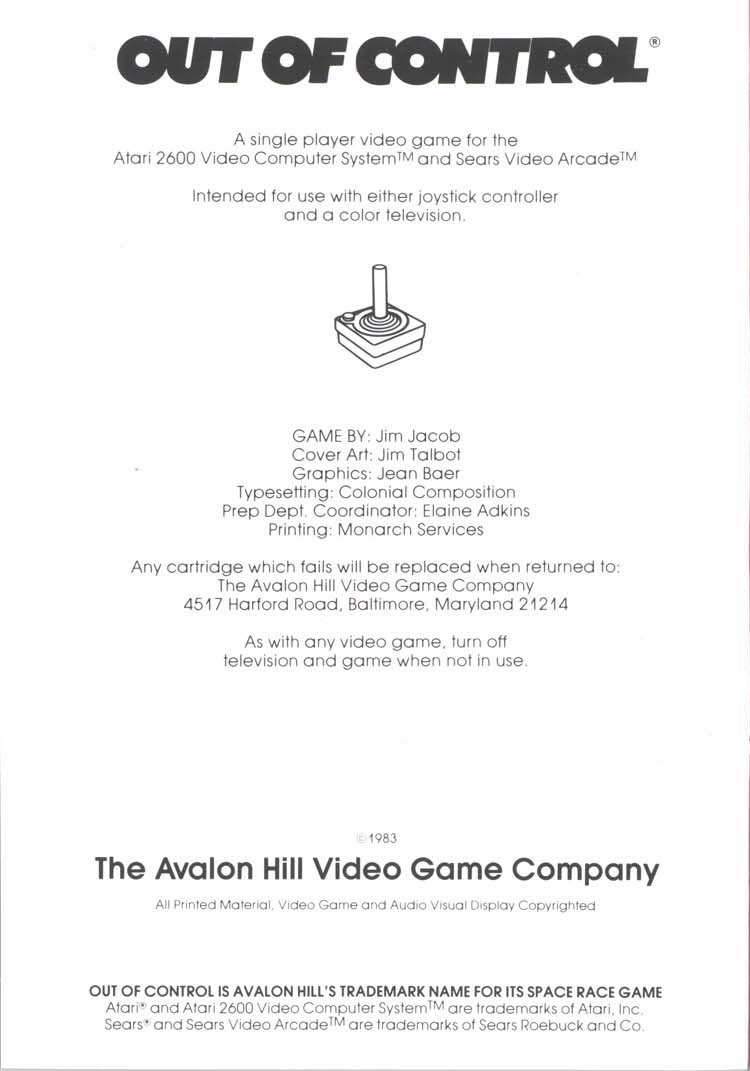 OUT OF CONTROL®
A single player video game for the
Atari 2600 Video Computer System™ and Sears Video Arcade™
Intended for use with either joystick controller
and a color television.
GAME BY: Jim Jacob
Cover Art: Jim Talbot
Graphics: Jean Baer
Typesetting: Colonial Composition
Prep Dept. Coordinator: Elaine Adkins
Printing: Monarch Services
Any cartridge which fails will be replaced when returned to:
The Avalon Hill Video Game Company
4517 Harford Road, Baltimore, Maryland 21214
As with any video game, turn off
television and game when not in use.
©1983
The Avalon Hill Video Game Company
All Printed Material, Video Game and Audio Visual Display Copyrighted
OUT OF CONTROL IS AVALON HILL'S TRADEMARK NAME FOR ITS SPACE RACE GAME
Atari® and Atari 2600 Video Computer System™ are trademarks of Atari, Inc.
Sears® and Sears Video Arcade™ are trademarks of Sears Roebuck and Co.